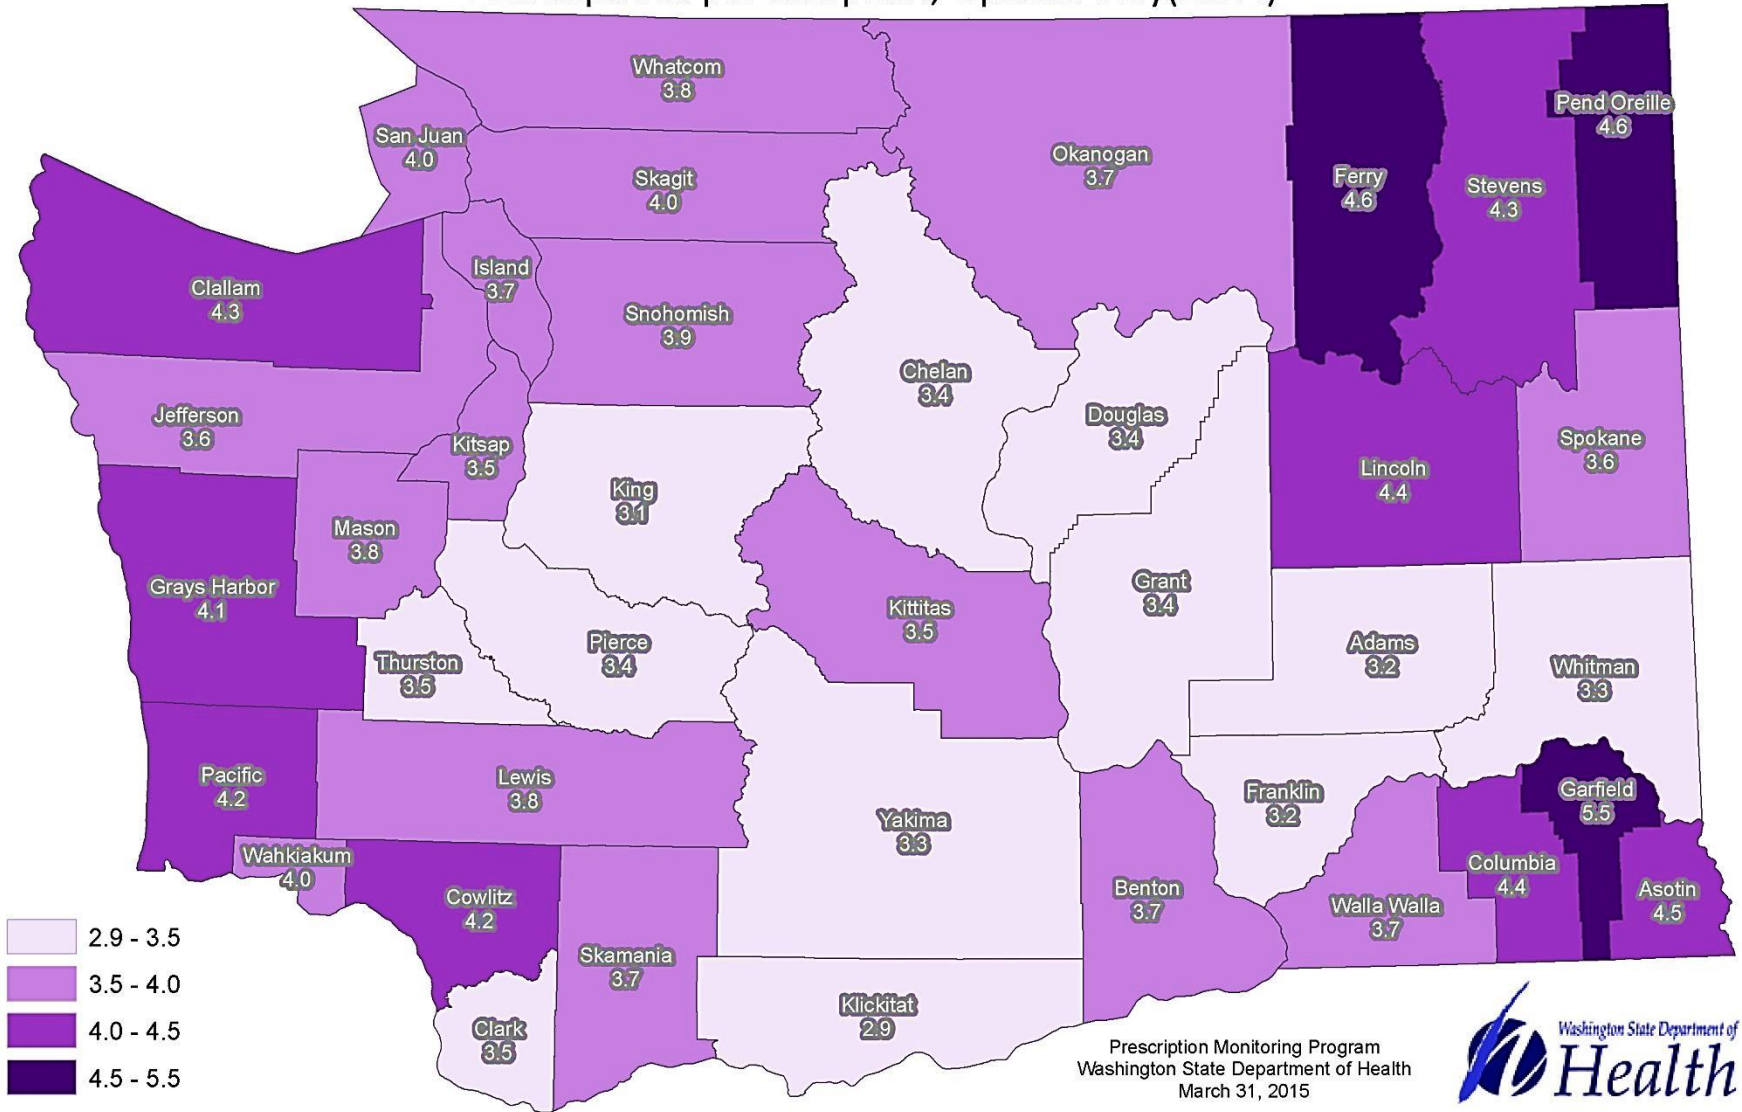 Whatcom
3.8
San Juan
4.0
Skagit
4.0
Okanogan
3.7
Ferry
4.6
Stevens
4.3
Pend Oreille
4.6
Clallam
4.3
Island
3.7
Snohomish
3.9
Chelan
3.4
Douglas
3.4
Jefferson
3.6
Kitsap
3.5
King
3.1
Lincoln
4.4
Spokane
3.6
Mason
3.8
Grays Harbor
4.1
Thurston
3.5
Pierce
3.4
Kittitas
3.5
Grant
3.4
Adams
3.2
Whitman
3.3
Pacific
4.2
Lewis
3.8
Yakima
3.3
Franklin
3.2
Garfield
5.5
Wahkiakum
4.0
Cowlitz
4.2
Skamania
3.7
Benton
3.7
Walla Walla
3.7
Columbia
4.4
Asotin
4.5
Clark
3.5
Klickitat
2.9
2.9 - 3.5
3.5 - 4.0
4.0 - 4.5
4.5 - 5.5
Prescription Monitoring Program
Washington State Department of Health
March 31, 2015
Washington State Department of
Health